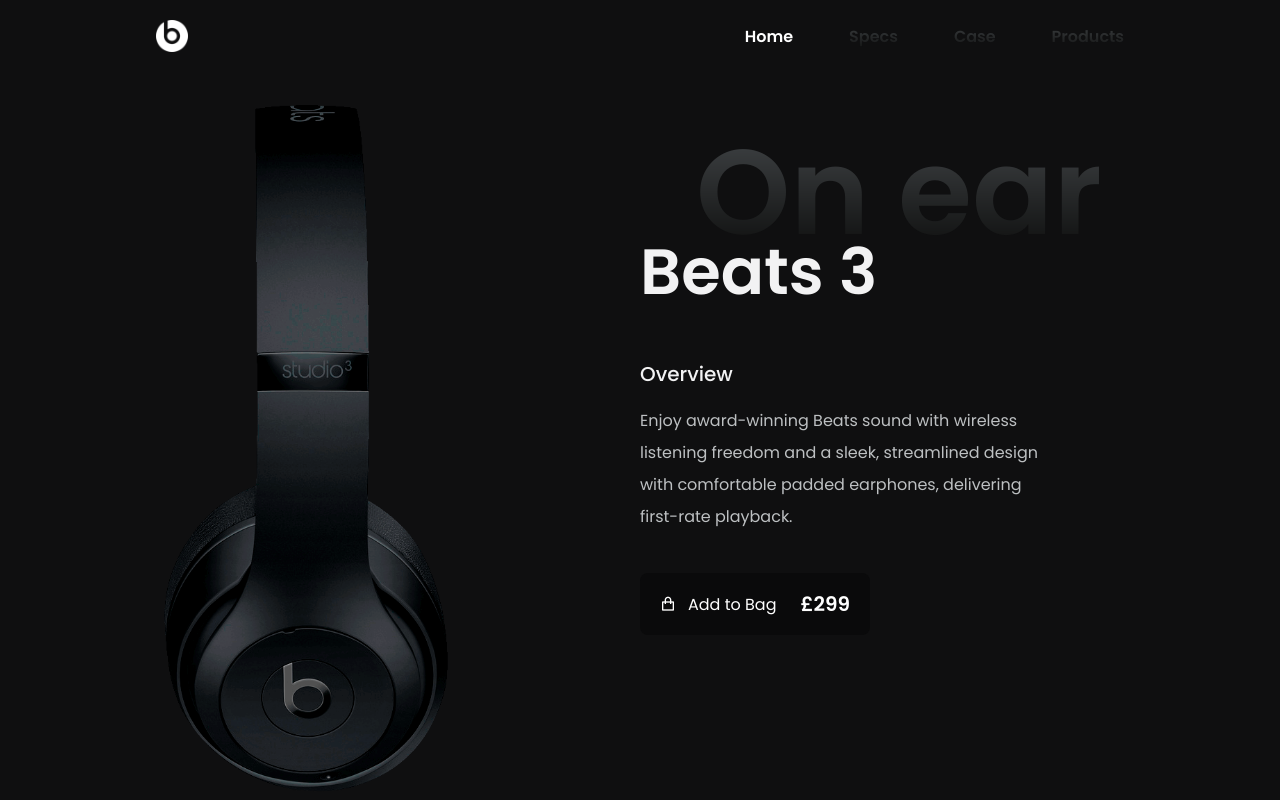 Home Specs Case Products
On ear
Beats 3
studio3
Overview
Enjoy award-winning Beats sound with wireless
listening freedom and a sleek, streamlined design
with comfortable padded earphones, delivering
first-rate playback.
Add to Bag £299
b